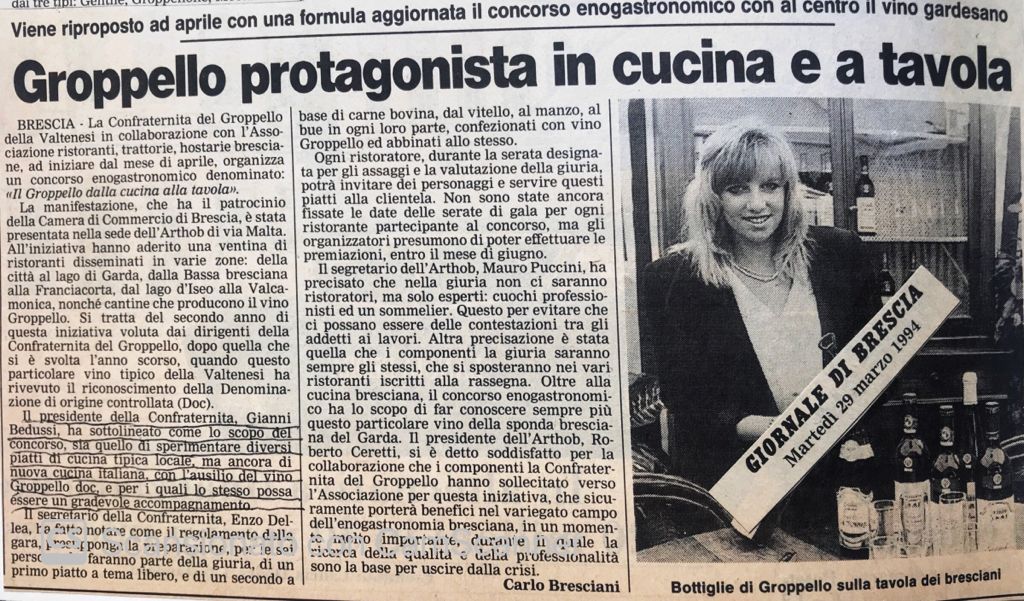 dai tre tipi: Gentile, Groppellone,
Viene riproposto ad aprile con una formula aggiornata il concorso enogastronomico con al centro il vino gardesano
Groppello protagonista in cucina e a tavola
BRESCIA - La Confraternita del Groppello
della Valtenesi in collaborazione con l'Asso-
ciazione ristoranti, trattorie, hostarie brescia-
ne, ad iniziare dal mese di aprile, organizza
un concorso enogastronomico denominato:
«Il Groppello dalla cucina alla tavola».
La manifestazione, che ha il patrocinio
della Camera di Commercio di Brescia, è stata
presentata nella sede dell'Arthob di via Malta.
All'iniziativa hanno aderito una ventina di
ristoranti disseminati in varie zone: della
città al lago di Garda, dalla Bassa bresciana
alla Franciacorta, dal lago d'Iseo alla Valca-
monica, nonché cantine che producono il vino
Groppello. Si tratta del secondo anno di
questa iniziativa voluta dai dirigenti della
Confraternita del Groppello, dopo quella che
si è svolta l'anno scorso, quando questo
particolare vino tipico della Valtenesi ha
rivevuto il riconoscimento della Denomina-
zione di origine controllata (Doc).
Il presidente della Confraternita, Gianni
Bedussi, ha sottolineato come lo scopo del
concorso, sia quello di sperimentare diversi
piatti di cucina tipica locale, ma ancora di
nuova cucina italiana, con l'ausilio del vino
Groppello doc, e per i quali lo stesso possa
essere un gradevole accompagnamento.
Il segretario della Confraternita, Enzo Del-
lea, ha fatto notare come il regolamento della
gara, la preparazione, per le sei
faranno parte della giuria, di un
primo piatto a tema libero, e di un secondo a
base di carne bovina, dal vitello, al manzo, al
bue in ogni loro parte, confezionati con vino
Groppello ed abbinati allo stesso.
Ogni ristoratore, durante la serata designa-
ta per gli assaggi e la valutazione della giuria,
potrà invitare dei personaggi e servire questi
piatti alla clientela. Non sono state ancora
fissate le date delle serate di gala per ogni
ristorante partecipante al concorso, ma gli
organizzatori presumono di poter effettuare le
premiazioni, entro il mese di giugno.
Il segretario dell'Arthob, Mauro Puccini, ha
precisato che nella giuria non ci saranno
ristoratori, ma solo esperti: cuochi professio-
nisti ed un sommelier. Questo per evitare che
ci possano essere delle contestazioni tra gli
addetti ai lavori. Altra precisazione è stata
quella che i componenti la giuria saranno
sempre gli stessi, che si sposteranno nei vari
ristoranti iscritti alla rassegna. Oltre alla
cucina bresciana, il concorso enogastronomi-
co ha lo scopo di far conoscere sempre più
questo particolare vino della sponda brescia-
na del Garda. Il presidente dell'Arthob, Ro-
berto Ceretti, si è detto soddisfatto per la
collaborazione che i componenti la Confrater-
nita del Groppello hanno sollecitato verso
l'Associazione per questa iniziativa, che sicu-
ramente porterà benefici nel variegato campo
dell'enogastronomia bresciana, in un momen-
to molto importante, durante il quale la
ricerca della qualità e della professionalità
sono la base per uscire dalla crisi.
Carlo Bresciani
GIORNALE DI BRESCIA
Martedì 29 marzo 1994
Bottiglie di Groppello sulla tavola dei bresciani